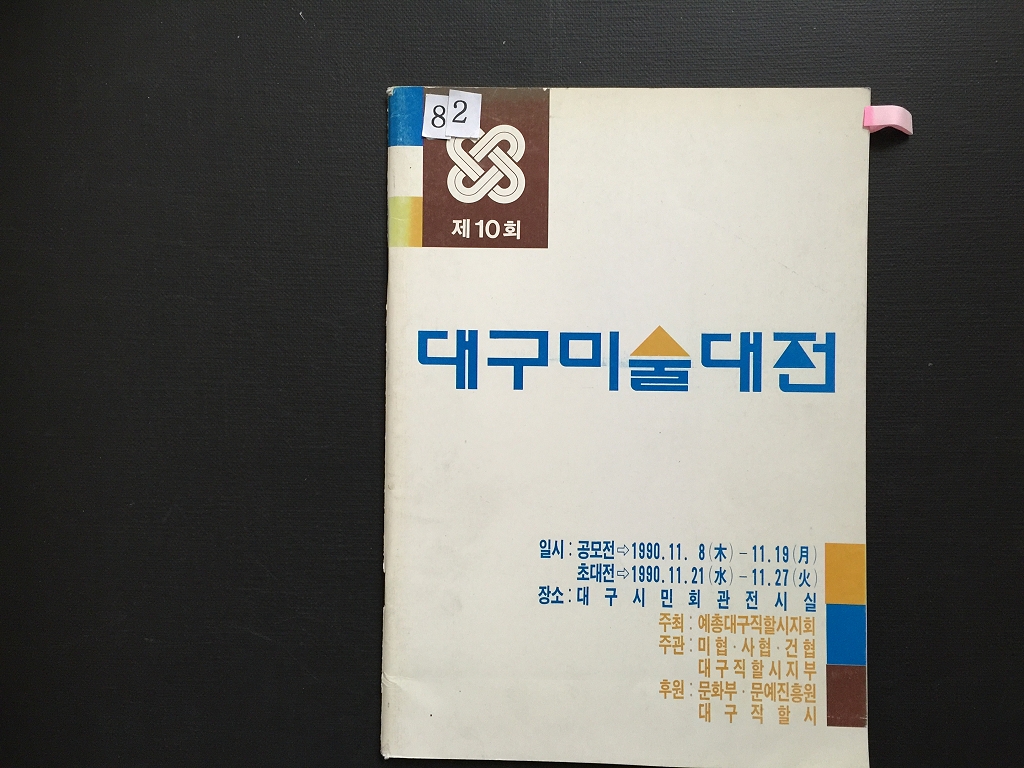 82
제10회
대구미술대전
일시 : 공모전⇨1990.11. 8(木) - 11.19(月)
초대전⇨1990.11.21(水) - 11.27(火)
장소 : 대구시민회관전시실
주최 : 예총대구직할시지회
주관 : 미협·사협·건협
대구직할시지부
후원 : 문화부·문예진흥원
대구작할시